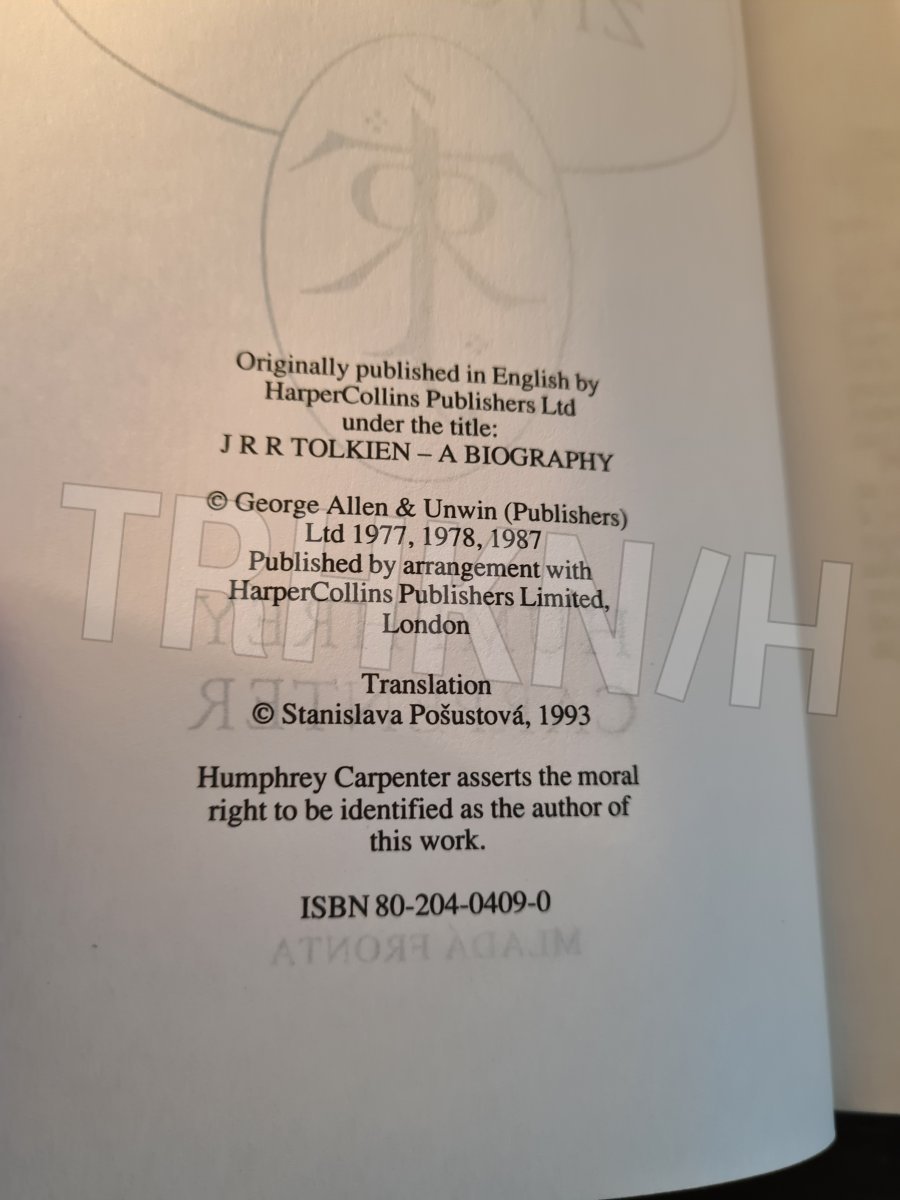 Originally published in English by
HarperCollins Publishers Ltd
under the title:
J R R TOLKIEN – A BIOGRAPHY
© George Allen & Unwin (Publishers)
Ltd 1977, 1978, 1987
Published by arrangement with
HarperCollins Publishers Limited,
London
Translation
© Stanislava Pošustová, 1993
Humphrey Carpenter asserts the moral
right to be identified as the author of
this work.
ISBN 80-204-0409-0
MLADÁ FRONTA